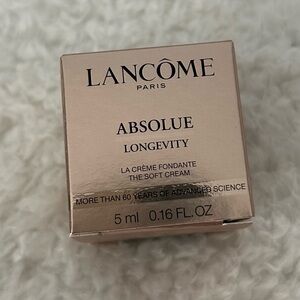 LANCÔME
PARIS
ABSOLUE
LONGEVITY
LA CRÈME FONDANTE
THE SOFT CREAM
MORE THAN 60 YEARS OF ADVANCED SCIENCE
5 ml 0.16 FL.OZ